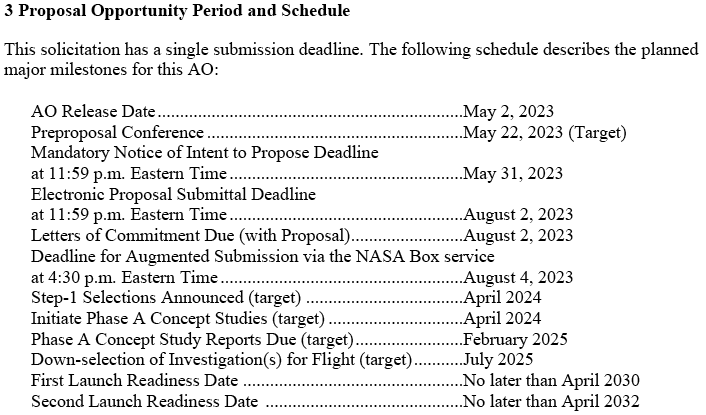 3 Proposal Opportunity Period and Schedule
This solicitation has a single submission deadline. The following schedule describes the planned
major milestones for this AO:
AO Release Date....................................................................May 2, 2023
Preproposal Conference.........................................................May 22, 2023 (Target)
Mandatory Notice of Intent to Propose Deadline
at 11:59 p.m. Eastern Time....................................................May 31, 2023
Electronic Proposal Submittal Deadline
at 11:59 p.m. Eastern Time....................................................August 2, 2023
Letters of Commitment Due (with Proposal).........................August 2, 2023
Deadline for Augmented Submission via the NASA Box service
at 4:30 p.m. Eastern Time......................................................August 4, 2023
Step-1 Selections Announced (target) ...................................April 2024
Initiate Phase A Concept Studies (target) ..............................April 2024
Phase A Concept Study Reports Due (target)........................February 2025
Down-selection of Investigation(s) for Flight (target)...........July 2025
First Launch Readiness Date .................................................No later than April 2030
Second Launch Readiness Date ............................................No later than April 2032